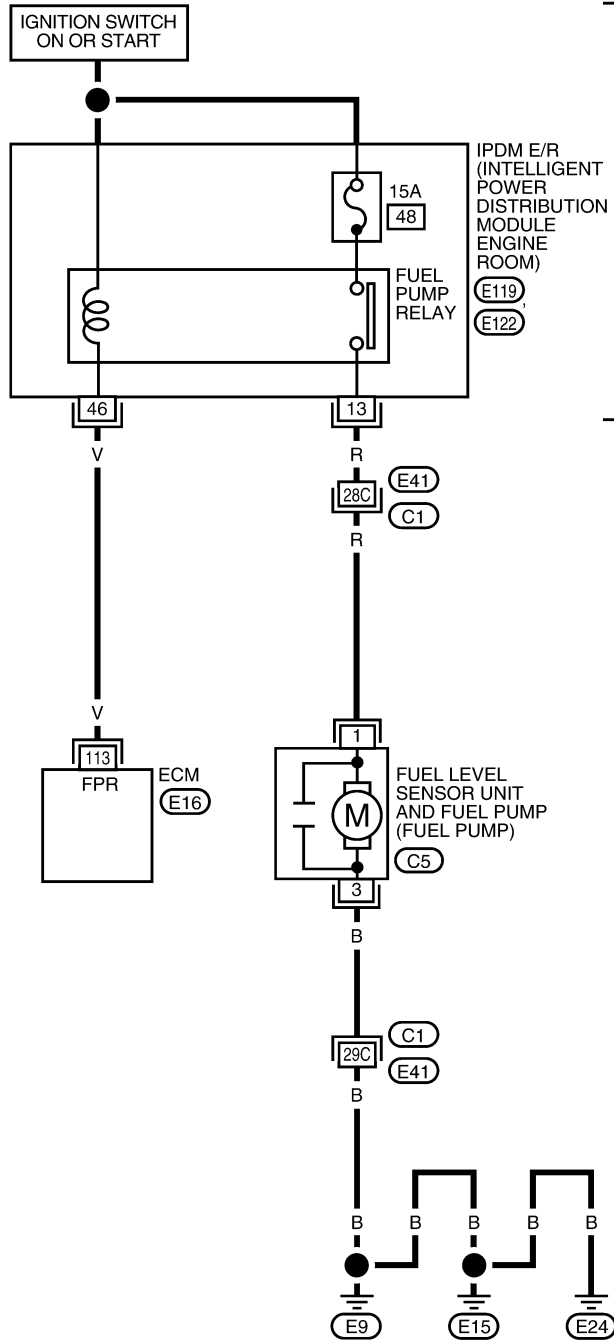 IGNITION SWITCH
ON OR START
IPDM E/R
(INTELLIGENT
POWER
DISTRIBUTION
MODULE
ENGINE
ROOM)
E119,
E122
15A
48
FUEL
PUMP
RELAY
46
13
V
R
28C
E41
C1
R
V
113
FPR
ECM
E16
1
M
FUEL LEVEL
SENSOR UNIT
AND FUEL PUMP
(FUEL PUMP)
C5
3
B
29C
C1
E41
B
B B B B B
E9 E15 E24